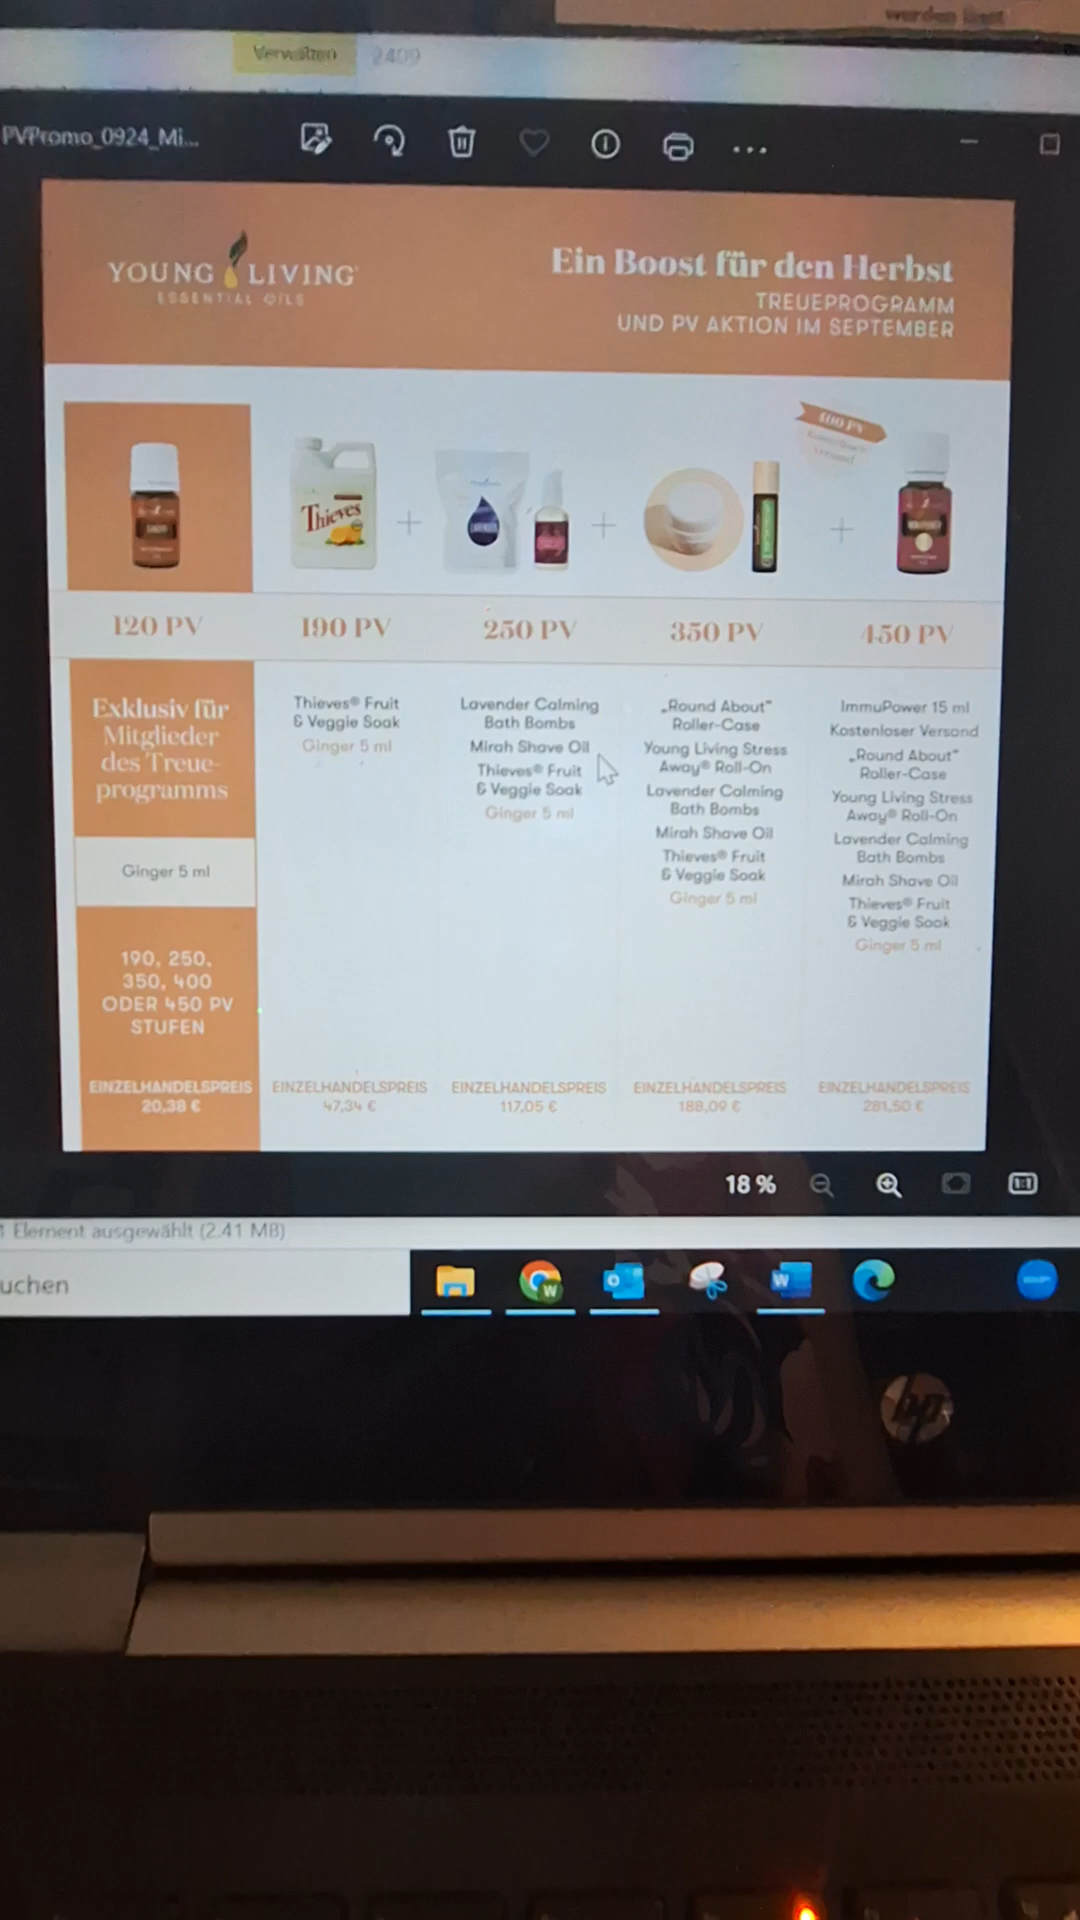 werden lässt
Verwalten 2409
PVPromo_0924_Mi...
YOUNG LIVING
ESSENTIAL OILS
Ein Boost für den Herbst
TREUEPROGRAMM
UND PV AKTION IM SEPTEMBER
400 PV
Thieves
LAVENDER
120 PV
190 PV
250 PV
350 PV
450 PV
Exklusiv für
Mitglieder
des Treue-
programms
Ginger 5 ml
190, 250,
350, 400
ODER 450 PV
STUFEN
EINZELHANDELSPREIS
20,38 €
Thieves® Fruit
& Veggie Soak
Ginger 5 ml
EINZELHANDELSPREIS
47,34 €
Lavender Calming
Bath Bombs
Mirah Shave Oil
Thieves® Fruit
& Veggie Soak
Ginger 5 ml
EINZELHANDELSPREIS
117,05 €
„Round About“
Roller-Case
Young Living Stress
Away® Roll-On
Lavender Calming
Bath Bombs
Mirah Shave Oil
Thieves® Fruit
& Veggie Soak
Ginger 5 ml
EINZELHANDELSPREIS
188,09 €
ImmuPower 15 ml
Kostenloser Versand
„Round About“
Roller-Case
Young Living Stress
Away® Roll-On
Lavender Calming
Bath Bombs
Mirah Shave Oil
Thieves® Fruit
& Veggie Soak
Ginger 5 ml
EINZELHANDELSPREIS
281,50 €
18 %
1:1
1 Element ausgewählt (2.41 MB)
uchen
W
W
hp